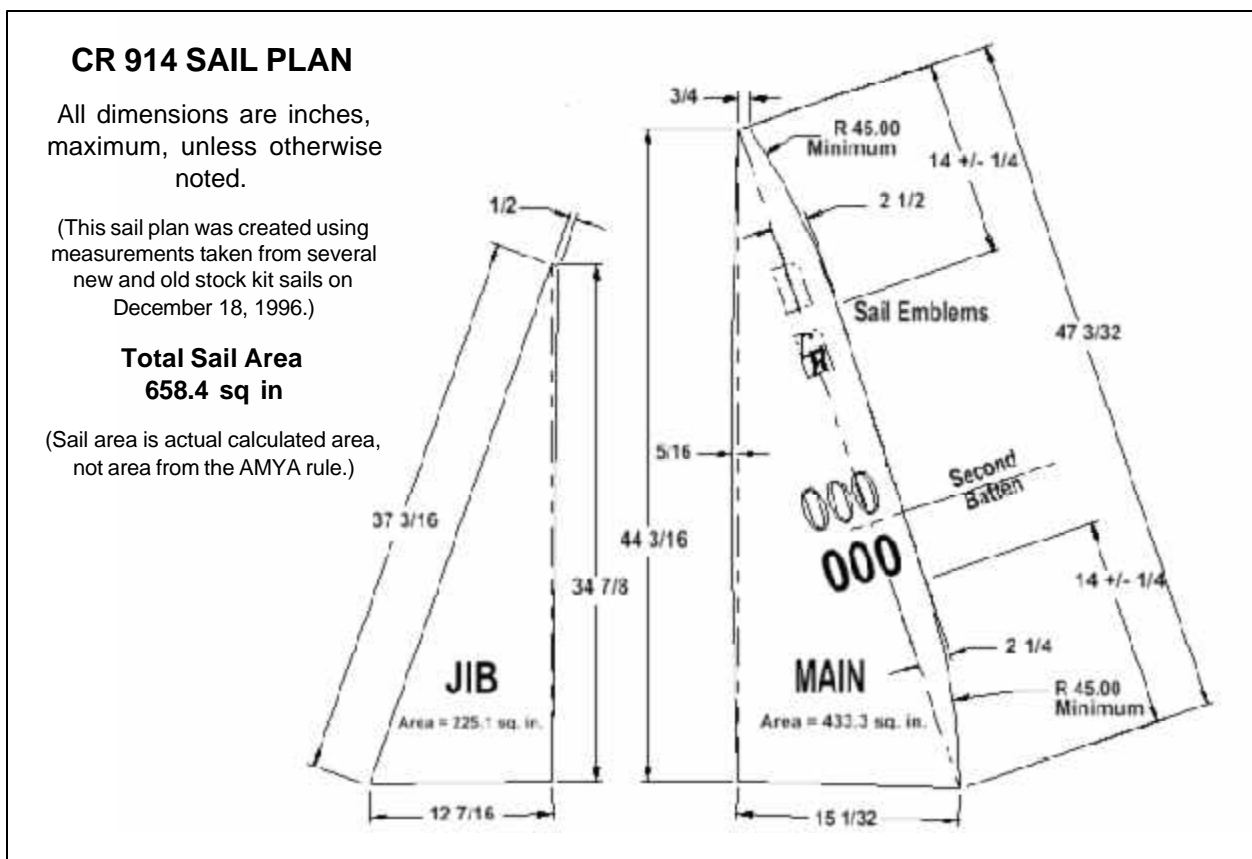 CR 914 SAIL PLAN
All dimensions are inches,
maximum, unless otherwise
noted.
(This sail plan was created using
measurements taken from several
new and old stock kit sails on
December 18, 1996.)
Total Sail Area
658.4 sq in
(Sail area is actual calculated area,
not area from the AMYA rule.)
1/2
37 3/16
34 7/8
JIB
Area = 225.1 sq. in.
12 7/16
3/4
R 45.00
Minimum
14 +/- 1/4
2 1/2
Sail Emblems
47 3/32
R
5/16
44 3/16
Second
Batten
000
000
14 +/- 1/4
2 1/4
MAIN
Area = 433.3 sq. in.
R 45.00
Minimum
15 1/32